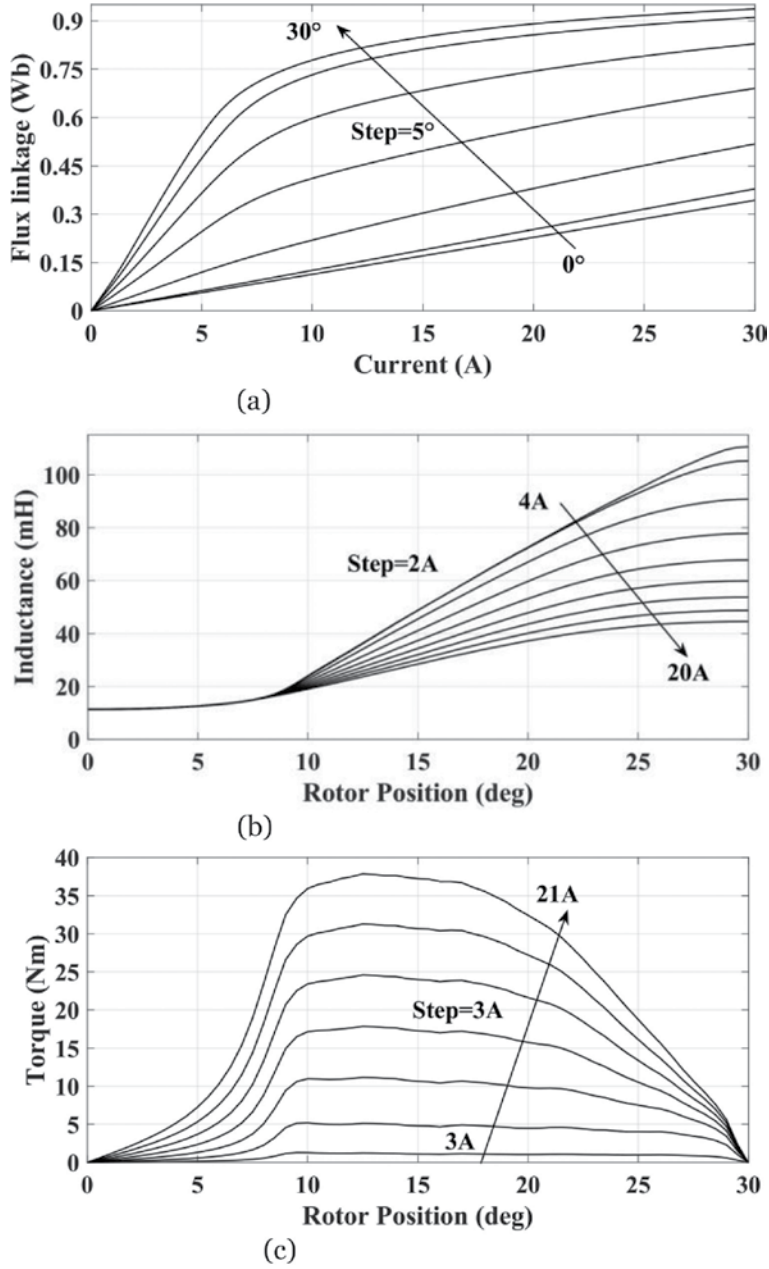 Flux linkage (Wb)
0.9
0.75
0.6
0.45
0.3
0.15
0
30°
Step=5°
0°
0 5 10 15 20 25 30
Current (A)
(a)
Inductance (mH)
100
80
60
40
20
0
4A
Step=2A
20A
0 5 10 15 20 25 30
Rotor Position (deg)
(b)
Torque (Nm)
40
35
30
25
20
15
10
5
0
21A
Step=3A
3A
0 5 10 15 20 25 30
Rotor Position (deg)
(c)